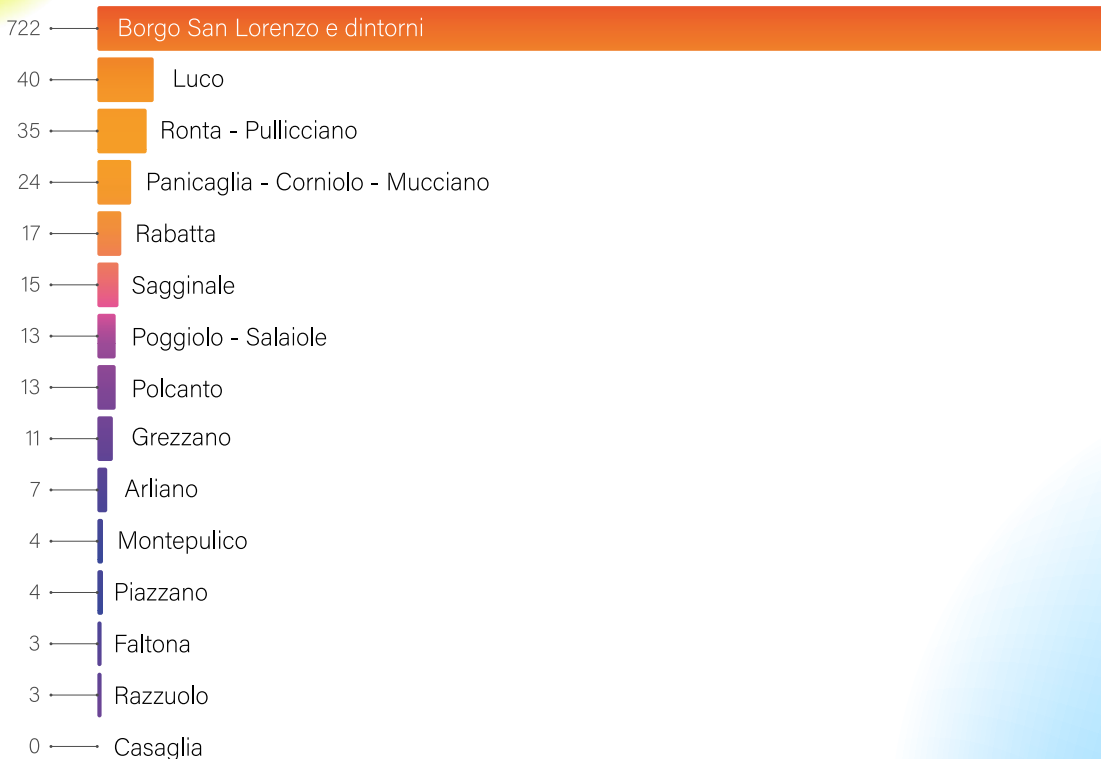 722 Borgo San Lorenzo e dintorni
40 Luco
35 Ronta - Pullicciano
24 Panicaglia - Corniolo - Mucciano
17 Rabatta
15 Sagginale
13 Poggiolo - Salaiole
13 Polcanto
11 Grezzano
7 Arliano
4 Montepulico
4 Piazzano
3 Faltona
3 Razzuolo
0 Casaglia